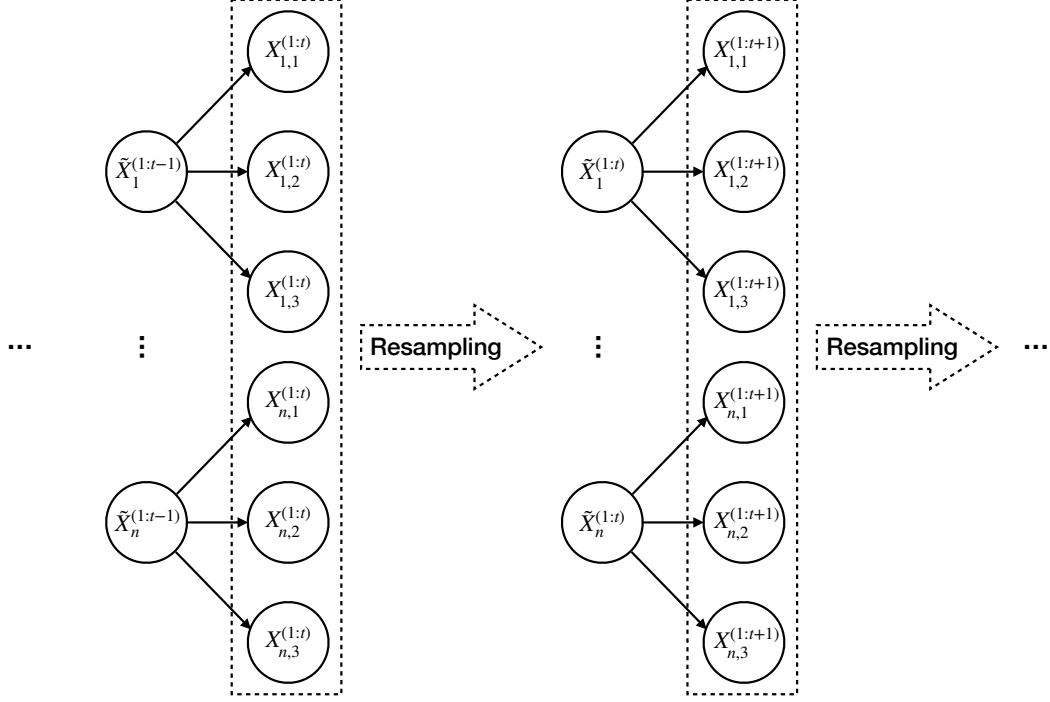 X_{1,1}^{(1:t)}
X̃_1^{(1:t−1)}
X_{1,2}^{(1:t)}
X_{1,3}^{(1:t)}
...
⋮
Resampling
X_{n,1}^{(1:t)}
X̃_n^{(1:t−1)}
X_{n,2}^{(1:t)}
X_{n,3}^{(1:t)}
X_{1,1}^{(1:t+1)}
X̃_1^{(1:t)}
X_{1,2}^{(1:t+1)}
X_{1,3}^{(1:t+1)}
⋮
Resampling
...
X_{n,1}^{(1:t+1)}
X̃_n^{(1:t)}
X_{n,2}^{(1:t+1)}
X_{n,3}^{(1:t+1)}